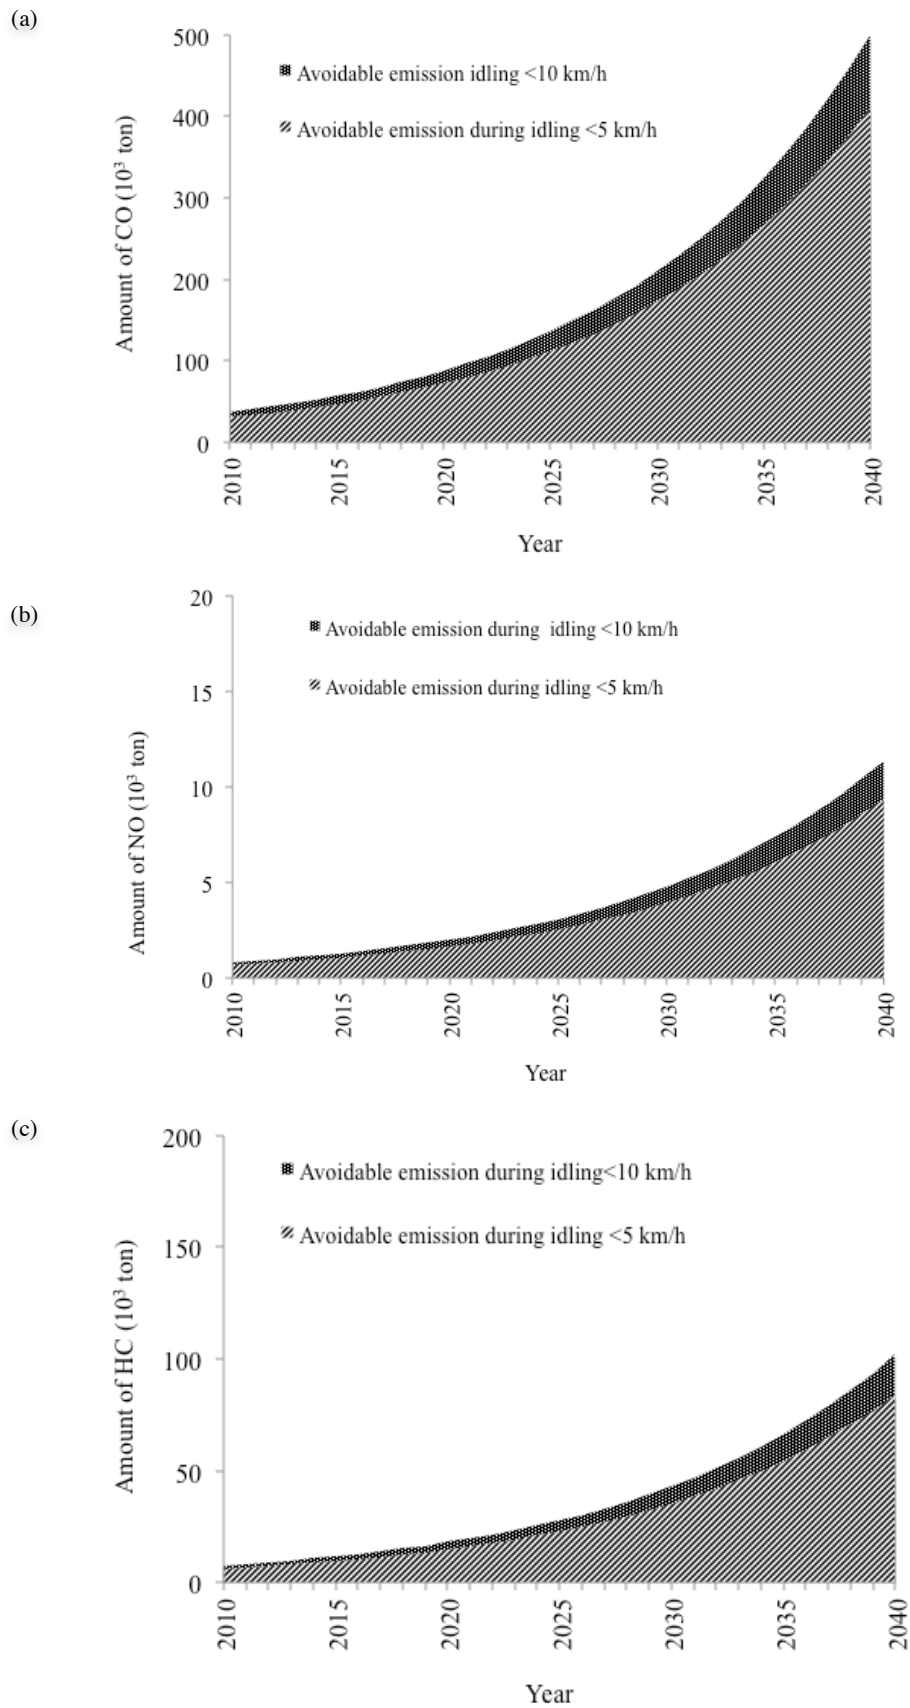 (a)
500
400
300
200
100
0
Amount of CO (10³ ton)
Avoidable emission idling <10 km/h
Avoidable emission during idling <5 km/h
2010 2015 2020 2025 2030 2035 2040
Year
(b)
20
15
10
5
0
Amount of NO (10³ ton)
Avoidable emission during idling <10 km/h
Avoidable emission during idling <5 km/h
2010 2015 2020 2025 2030 2035 2040
Year
(c)
200
150
100
50
0
Amount of HC (10³ ton)
Avoidable emission during idling<10 km/h
Avoidable emission during idling <5 km/h
2010 2015 2020 2025 2030 2035 2040
Year